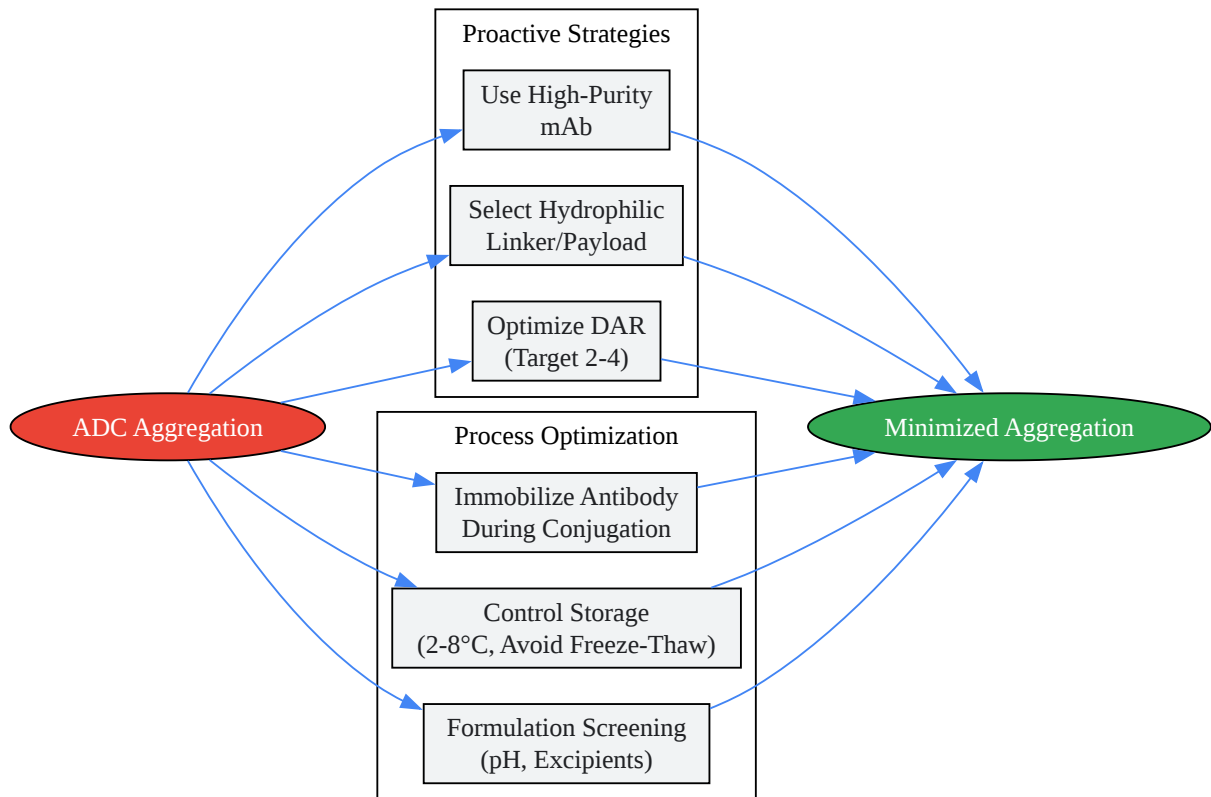 Proactive Strategies
Use High-Purity
mAb
Select Hydrophilic
Linker/Payload
Optimize DAR
(Target 2-4)
ADC Aggregation
Minimized Aggregation
Process Optimization
Immobilize Antibody
During Conjugation
Control Storage
(2-8°C, Avoid Freeze-Thaw)
Formulation Screening
(pH, Excipients)